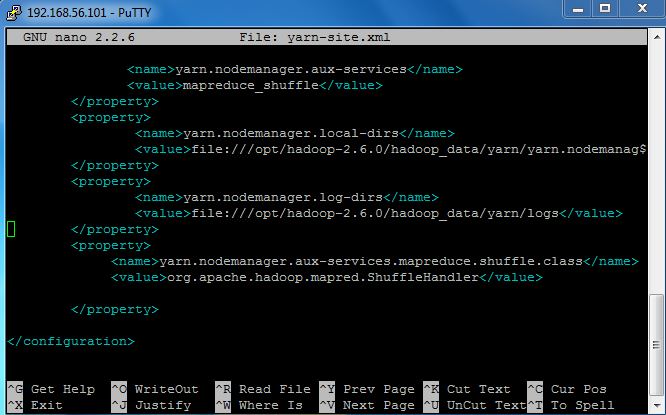 192.168.56.101 - PuTTY
GNU nano 2.2.6 File: yarn-site.xml
<name>yarn.nodemanager.aux-services</name>
<value>mapreduce_shuffle</value>
</property>
<property>
<name>yarn.nodemanager.local-dirs</name>
<value>file:///opt/hadoop-2.6.0/hadoop_data/yarn/yarn.nodemanag$
</property>
<property>
<name>yarn.nodemanager.log-dirs</name>
<value>file:///opt/hadoop-2.6.0/hadoop_data/yarn/logs</value>
</property>
<property>
<name>yarn.nodemanager.aux-services.mapreduce.shuffle.class</name>
<value>org.apache.hadoop.mapred.ShuffleHandler</value>
</property>
</configuration>
^G Get Help ^O WriteOut ^R Read File ^Y Prev Page ^K Cut Text ^C Cur Pos
^X Exit ^J Justify ^W Where Is ^V Next Page ^U UnCut Text ^T To Spell